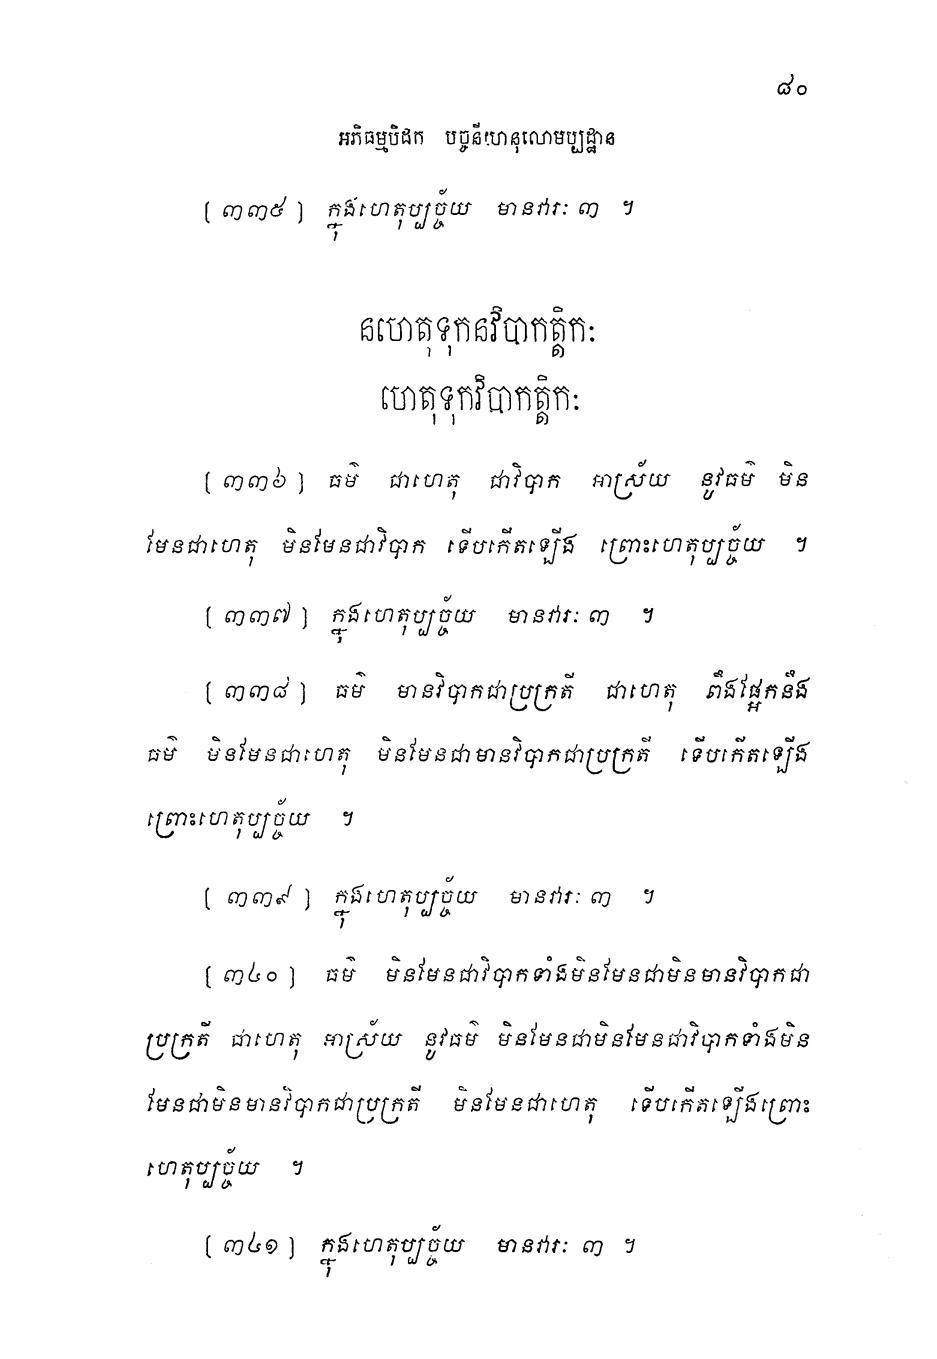 ៨០
អភិធម្មបិដក បច្ចនីយានុលោមប្បដ្ឋាន
[ ៣៣៥ ] ក្នុងហេតុប្បច្ច័យ មានវារៈ ៣ ។
នហេតុទុកនវិបាកត្តិកៈ
ហេតុទុកវិបាកត្តិកៈ
[ ៣៣៦ ] ធម៌ ជាហេតុ ជាវិបាក អាស្រ័យ នូវធម៌ មិន
មែនជាហេតុ មិនមែនជាវិបាក ទើបកើតឡើង ព្រោះហេតុប្បច្ច័យ ។
[ ៣៣៧ ] ក្នុងហេតុប្បច្ច័យ មានវារៈ ៣ ។
[ ៣៣៨ ] ធម៌ មានវិបាកជាប្រក្រតី ជាហេតុ ពឹងផ្អែកនឹង
ធម៌ មិនមែនជាហេតុ មិនមែនជាមានវិបាកជាប្រក្រតី ទើបកើតឡើង
ព្រោះហេតុប្បច្ច័យ ។
[ ៣៣៩ ] ក្នុងហេតុប្បច្ច័យ មានវារៈ ៣ ។
[ ៣៤០ ] ធម៌ មិនមែនជាវិបាកទាំងមិនមែនជាមិនមានវិបាកជា
ប្រក្រតី ជាហេតុ អាស្រ័យ នូវធម៌ មិនមែនជាមិនមែនជាវិបាកទាំងមិន
មែនជាមិនមានវិបាកជាប្រក្រតី មិនមែនជាហេតុ ទើបកើតឡើងព្រោះ
ហេតុប្បច្ច័យ ។
[ ៣៤១ ] ក្នុងហេតុប្បច្ច័យ មានវារៈ ៣ ។